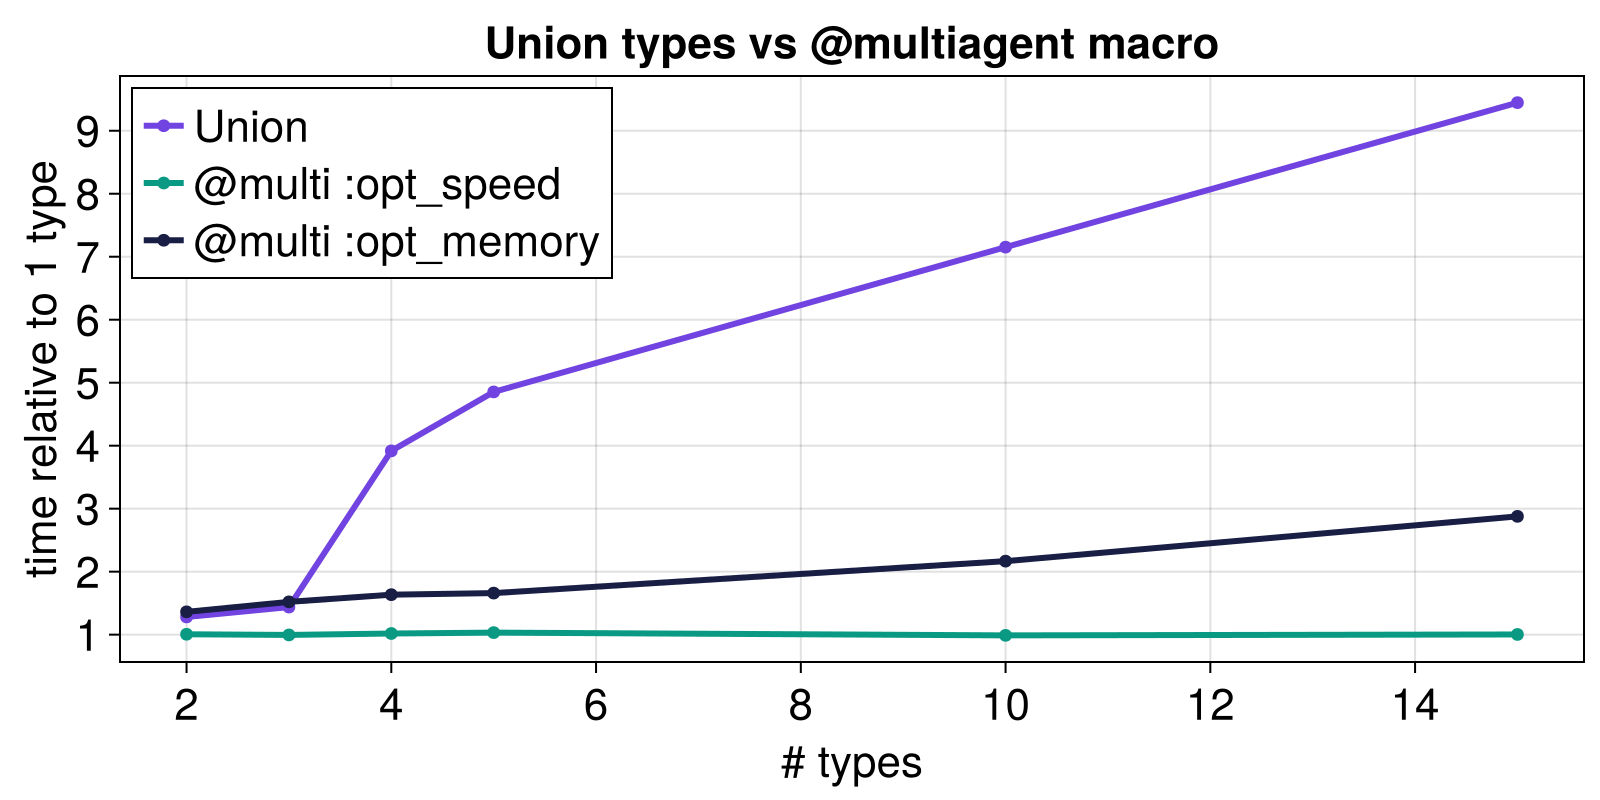 Union types vs @multiagent macro
Union
@multi :opt_speed
@multi :opt_memory
time relative to 1 type
9
8
7
6
5
4
3
2
1
2 4 6 8 10 12 14
# types